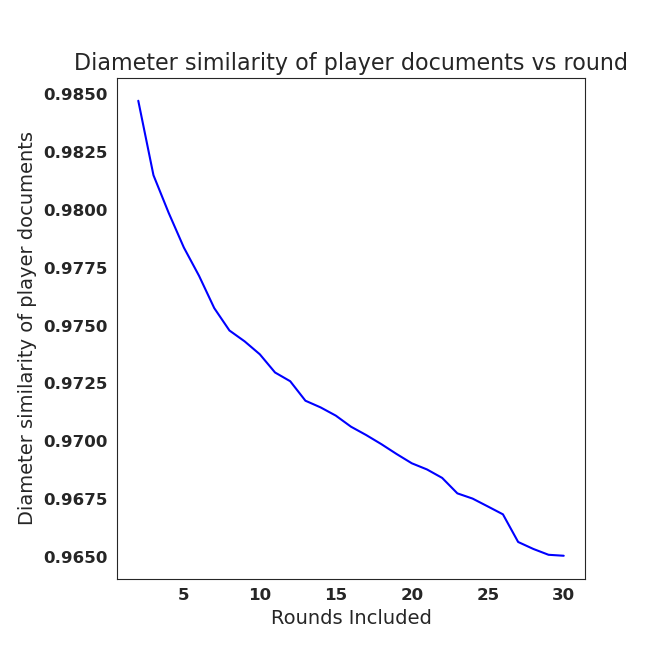 Diameter similarity of player documents vs round
Diameter similarity of player documents
0.9850
0.9825
0.9800
0.9775
0.9750
0.9725
0.9700
0.9675
0.9650
5 10 15 20 25 30
Rounds Included